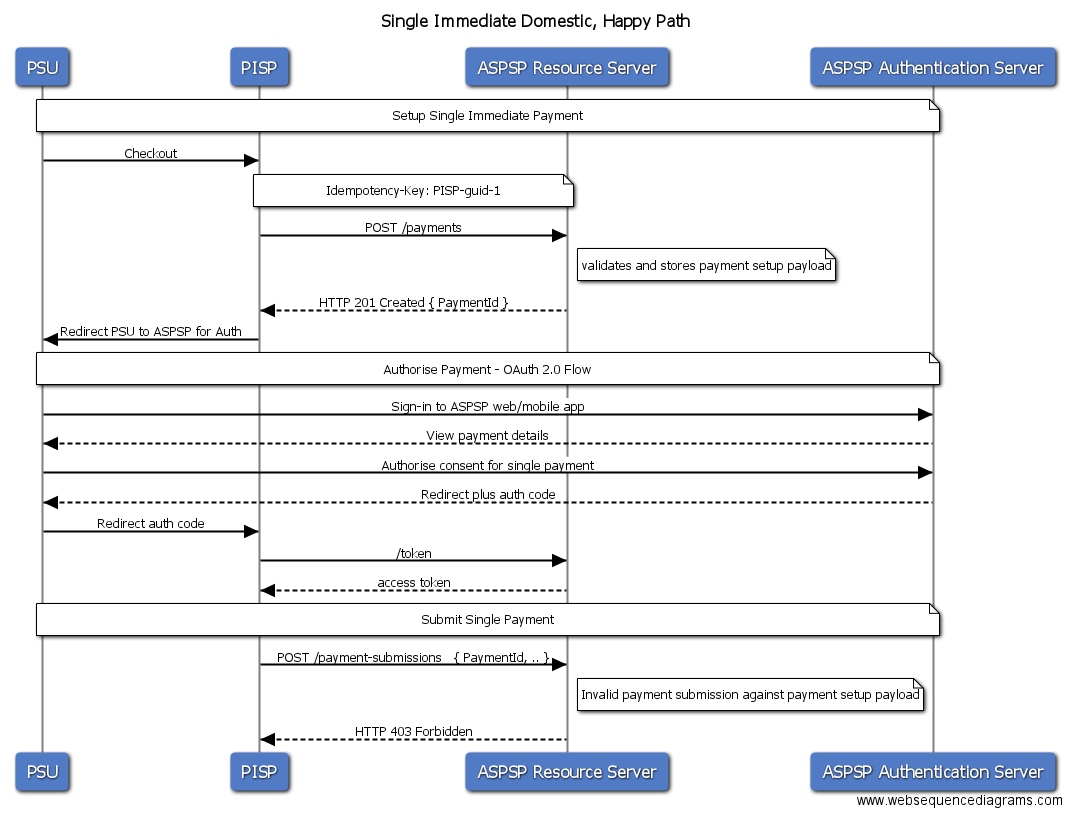 Single Immediate Domestic, Happy Path
PSU
PISP
ASPSP Resource Server
ASPSP Authentication Server
Setup Single Immediate Payment
Checkout
Idempotency-Key: PISP-guid-1
POST /payments
validates and stores payment setup payload
HTTP 201 Created { PaymentId }
Redirect PSU to ASPSP for Auth
Authorise Payment - OAuth 2.0 Flow
Sign-in to ASPSP web/mobile app
View payment details
Authorise consent for single payment
Redirect plus auth code
Redirect auth code
/token
access token
Submit Single Payment
POST /payment-submissions { PaymentId, .. }
Invalid payment submission against payment setup payload
HTTP 403 Forbidden
PSU
PISP
ASPSP Resource Server
ASPSP Authentication Server
www.websequencediagrams.com